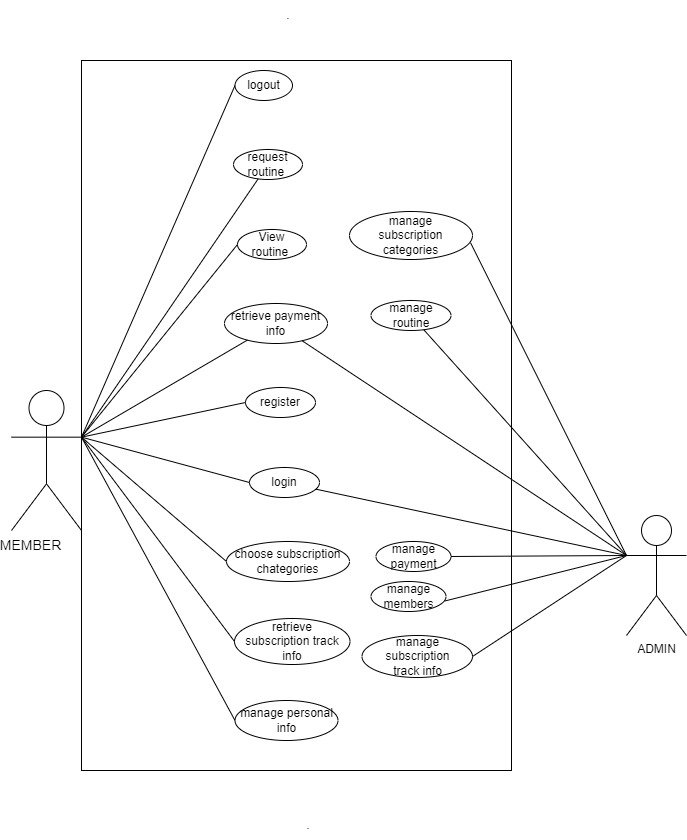 logout
request
routine
View
routine
manage
subscription
categories
retrieve payment
info
manage
routine
register
login
MEMBER
choose subscription
chategories
manage
payment
manage
members
retrieve
subscription track
info
manage
subscription
track info
ADMIN
manage personal
info